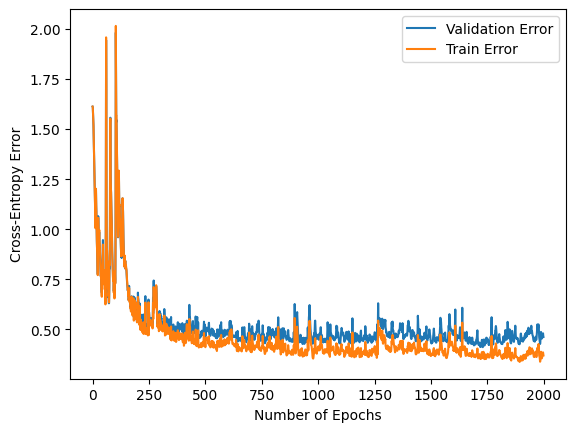 Validation Error
Train Error
2.00
1.75
1.50
1.25
1.00
0.75
0.50
Cross-Entropy Error
0 250 500 750 1000 1250 1500 1750 2000
Number of Epochs